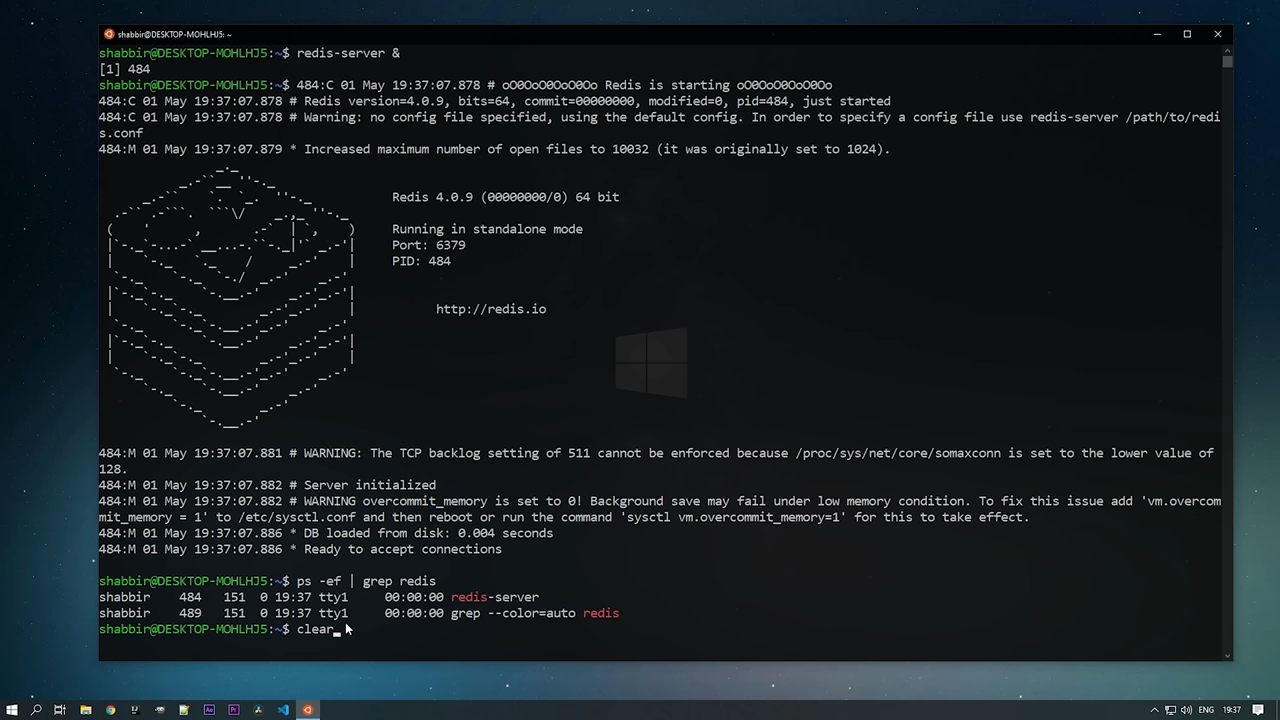 shabbir@DESKTOP-MOHLHJ5: ~
shabbir@DESKTOP-MOHLHJ5:~$ redis-server &
[1] 484
shabbir@DESKTOP-MOHLHJ5:~$ 484:C 01 May 19:37:07.878 # oO0OoO0OoO0Oo Redis is starting oO0OoO0OoO0Oo
484:C 01 May 19:37:07.878 # Redis version=4.0.9, bits=64, commit=00000000, modified=0, pid=484, just started
484:C 01 May 19:37:07.878 # Warning: no config file specified, using the default config. In order to specify a config file use redis-server /path/to/redi
s.conf
484:M 01 May 19:37:07.879 * Increased maximum number of open files to 10032 (it was originally set to 1024).
Redis 4.0.9 (00000000/0) 64 bit
Running in standalone mode
Port: 6379
PID: 484
http://redis.io
484:M 01 May 19:37:07.881 # WARNING: The TCP backlog setting of 511 cannot be enforced because /proc/sys/net/core/somaxconn is set to the lower value of
128.
484:M 01 May 19:37:07.882 # Server initialized
484:M 01 May 19:37:07.882 # WARNING overcommit_memory is set to 0! Background save may fail under low memory condition. To fix this issue add 'vm.overcom
mit_memory = 1' to /etc/sysctl.conf and then reboot or run the command 'sysctl vm.overcommit_memory=1' for this to take effect.
484:M 01 May 19:37:07.886 * DB loaded from disk: 0.004 seconds
484:M 01 May 19:37:07.886 * Ready to accept connections
shabbir@DESKTOP-MOHLHJ5:~$ ps -ef | grep redis
shabbir 484 151 0 19:37 tty1 00:00:00 redis-server
shabbir 489 151 0 19:37 tty1 00:00:00 grep --color=auto redis
shabbir@DESKTOP-MOHLHJ5:~$ clear
Ae Pr ENG 19:37